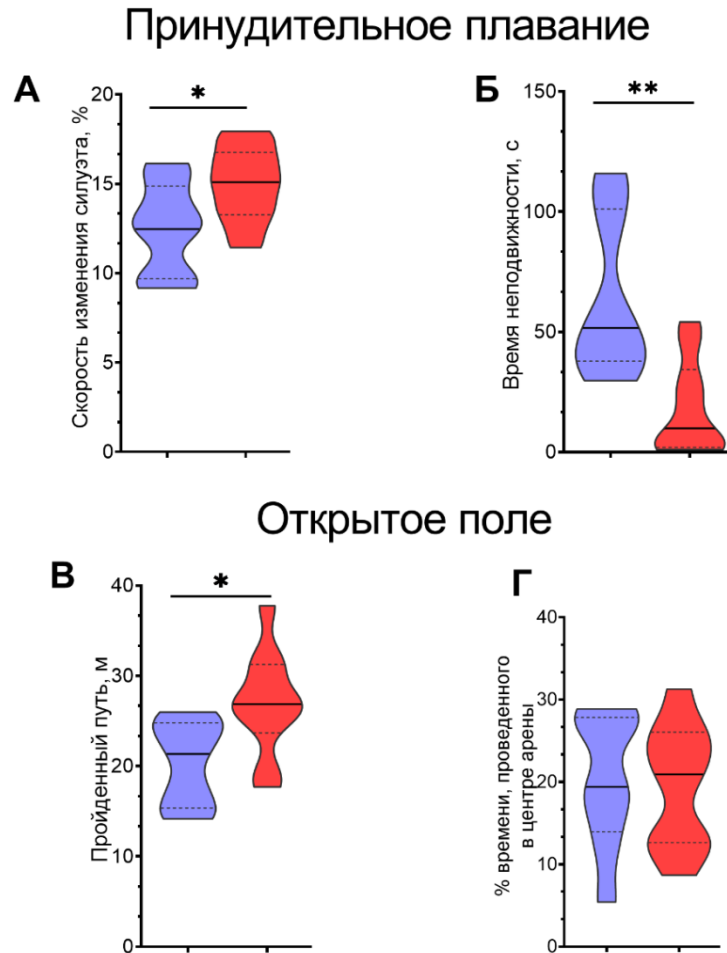 Принудительное плавание
А
Скорость изменения силуэта, %
20
15
10
5
0
*
Б
Время неподвижности, с
150
100
50
0
**
Открытое поле
В
Пройденный путь, м
40
30
20
10
0
*
Г
% времени, проведенного
в центре арены
40
30
20
10
0